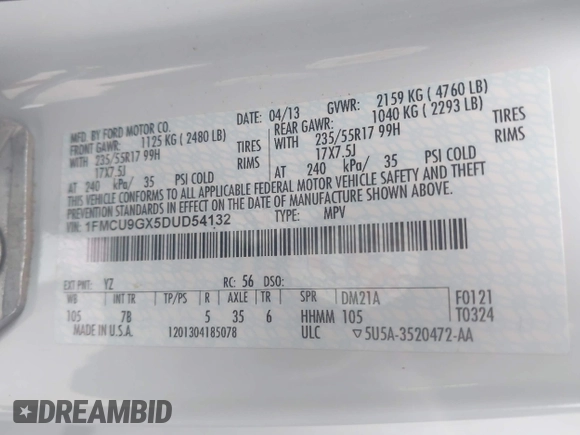 MFD. BY FORD MOTOR CO.
DATE: 04/13 GVWR: 2159 KG ( 4760 LB)
FRONT GAWR: 1125 KG ( 2480 LB)
REAR GAWR: 1040 KG ( 2293 LB)
WITH 235/55R17 99H TIRES
17X7.5J RIMS
AT 240 kPa/ 35 PSI COLD
WITH 235/55R17 99H TIRES
17X7.5J RIMS
AT 240 kPa/ 35 PSI COLD
THIS VEHICLE CONFORMS TO ALL APPLICABLE FEDERAL MOTOR VEHICLE SAFETY AND THEFT
PREVENTION STANDARDS IN EFFECT ON THE DATE OF MANUFACTURE SHOWN ABOVE.
VIN: 1FMCU9GX5DUD54132 TYPE: MPV
EXT PNT: YZ RC: 56 DSO:
WB INT TR TP/PS R AXLE TR SPR DM21A F0121
105 7B 5 35 6 HHMM 105 T0324
MADE IN U.S.A. 1201304185078 ULC ▽5U5A-3520472-AA
DREAMBID